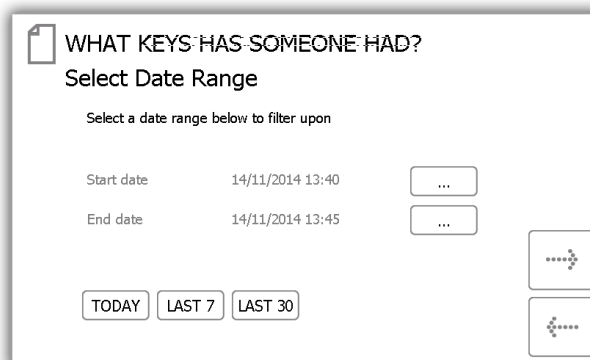 WHAT KEYS HAS SOMEONE HAD?
Select Date Range
Select a date range below to filter upon
Start date 14/11/2014 13:40 ...
End date 14/11/2014 13:45 ...
TODAY LAST 7 LAST 30